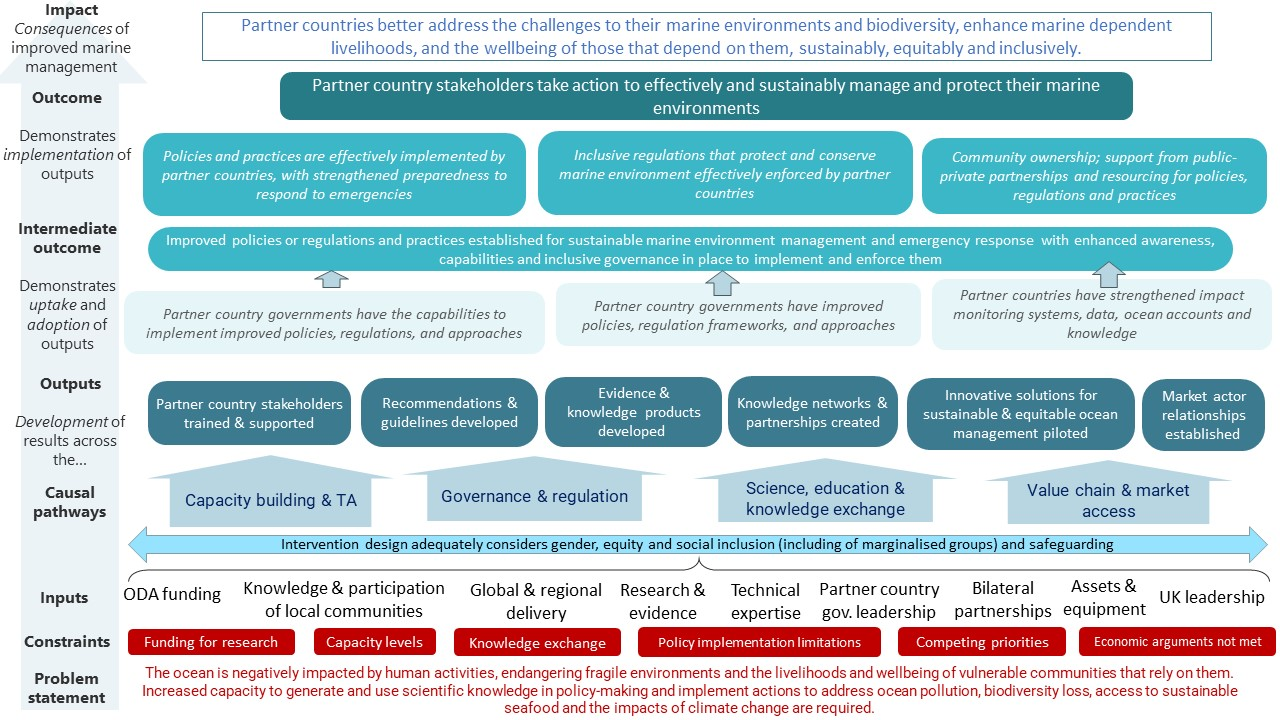 Impact
Consequences of
improved marine
management
Partner countries better address the challenges to their marine environments and biodiversity, enhance marine dependent
livelihoods, and the wellbeing of those that depend on them, sustainably, equitably and inclusively.
Outcome
Demonstrates
implementation of
outputs
Partner country stakeholders take action to effectively and sustainably manage and protect their marine
environments
Policies and practices are effectively implemented by
partner countries, with strengthened preparedness to
respond to emergencies
Inclusive regulations that protect and conserve
marine environment effectively enforced by partner
countries
Community ownership; support from public-
private partnerships and resourcing for policies,
regulations and practices
Intermediate
outcome
Demonstrates
uptake and
adoption of
outputs
Improved policies or regulations and practices established for sustainable marine environment management and emergency response with enhanced awareness,
capabilities and inclusive governance in place to implement and enforce them
Partner country governments have the capabilities to
implement improved policies, regulations, and approaches
Partner country governments have improved
policies, regulation frameworks, and approaches
Partner countries have strengthened impact
monitoring systems, data, ocean accounts and
knowledge
Outputs
Development of
results across
the...
Partner country stakeholders
trained & supported
Recommendations &
guidelines developed
Evidence &
knowledge products
developed
Knowledge networks &
partnerships created
Innovative solutions for
sustainable & equitable ocean
management piloted
Market actor
relationships
established
Causal
pathways
Capacity building & TA
Governance & regulation
Science, education &
knowledge exchange
Value chain & market
access
Intervention design adequately considers gender, equity and social inclusion (including of marginalised groups) and safeguarding
Inputs
ODA funding
Knowledge & participation
of local communities
Global & regional
delivery
Research &
evidence
Technical
expertise
Partner country
gov. leadership
Bilateral
partnerships
Assets &
equipment
UK leadership
Constraints
Funding for research
Capacity levels
Knowledge exchange
Policy implementation limitations
Competing priorities
Economic arguments not met
Problem
statement
The ocean is negatively impacted by human activities, endangering fragile environments and the livelihoods and wellbeing of vulnerable communities that rely on them.
Increased capacity to generate and use scientific knowledge in policy-making and implement actions to address ocean pollution, biodiversity loss, access to sustainable
seafood and the impacts of climate change are required.